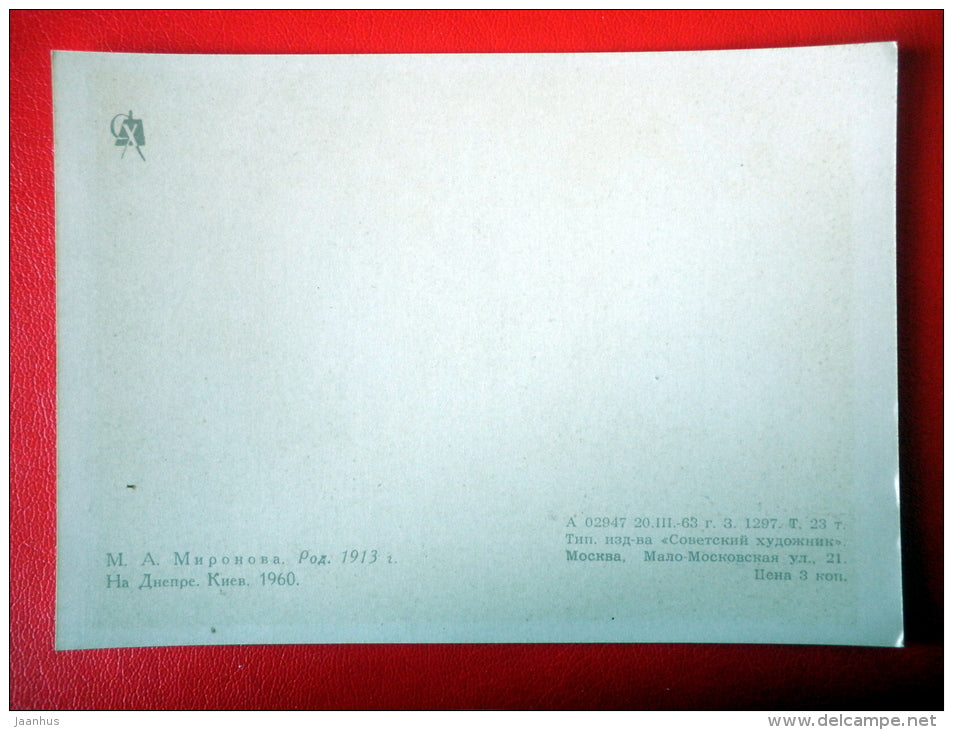 СХ
М. А. Миронова. Род. 1913 г.
На Днепре. Киев. 1960.
А 02947 20.III.-63 г. З. 1297. Т. 23 т.
Тип. изд-ва «Советский художник».
Москва, Мало-Московская ул., 21.
Цена 3 коп.
jaanhus
www.delcampe.net